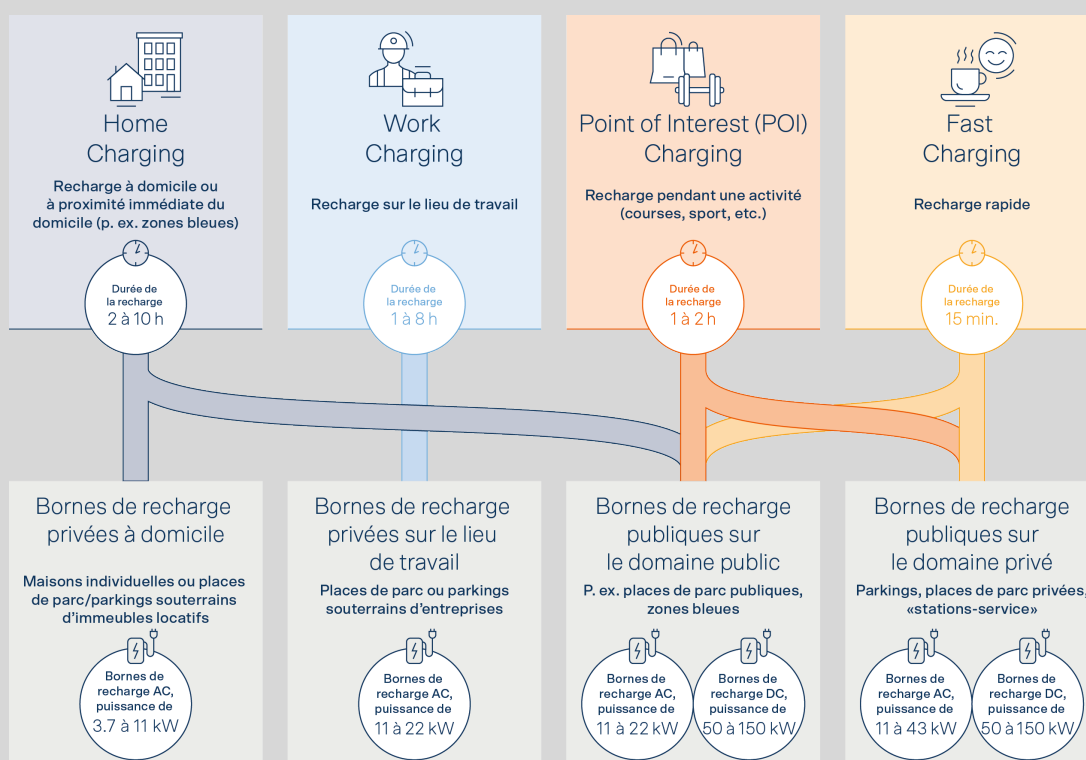 Home
Charging
Recharge à domicile ou
à proximité immédiate du
domicile (p. ex. zones bleues)
Durée de
la recharge
2 à 10 h
Work
Charging
Recharge sur le lieu de travail
Durée de
la recharge
1 à 8 h
Point of Interest (POI)
Charging
Recharge pendant une activité
(courses, sport, etc.)
Durée de
la recharge
1 à 2 h
Fast
Charging
Recharge rapide
Durée de
la recharge
15 min.
Bornes de recharge
privées à domicile
Maisons individuelles ou places
de parc/parkings souterrains
d'immeubles locatifs
Bornes de
recharge AC,
puissance de
3.7 à 11 kW
Bornes de recharge
privées sur le lieu
de travail
Places de parc ou parkings
souterrains d'entreprises
Bornes de
recharge AC,
puissance de
11 à 22 kW
Bornes de recharge
publiques sur
le domaine public
P. ex. places de parc publiques,
zones bleues
Bornes de
recharge AC,
puissance de
11 à 22 kW
Bornes de
recharge DC,
puissance de
50 à 150 kW
Bornes de recharge
publiques sur
le domaine privé
Parkings, places de parc privées,
«stations-service»
Bornes de
recharge AC,
puissance de
11 à 43 kW
Bornes de
recharge DC,
puissance de
50 à 150 kW